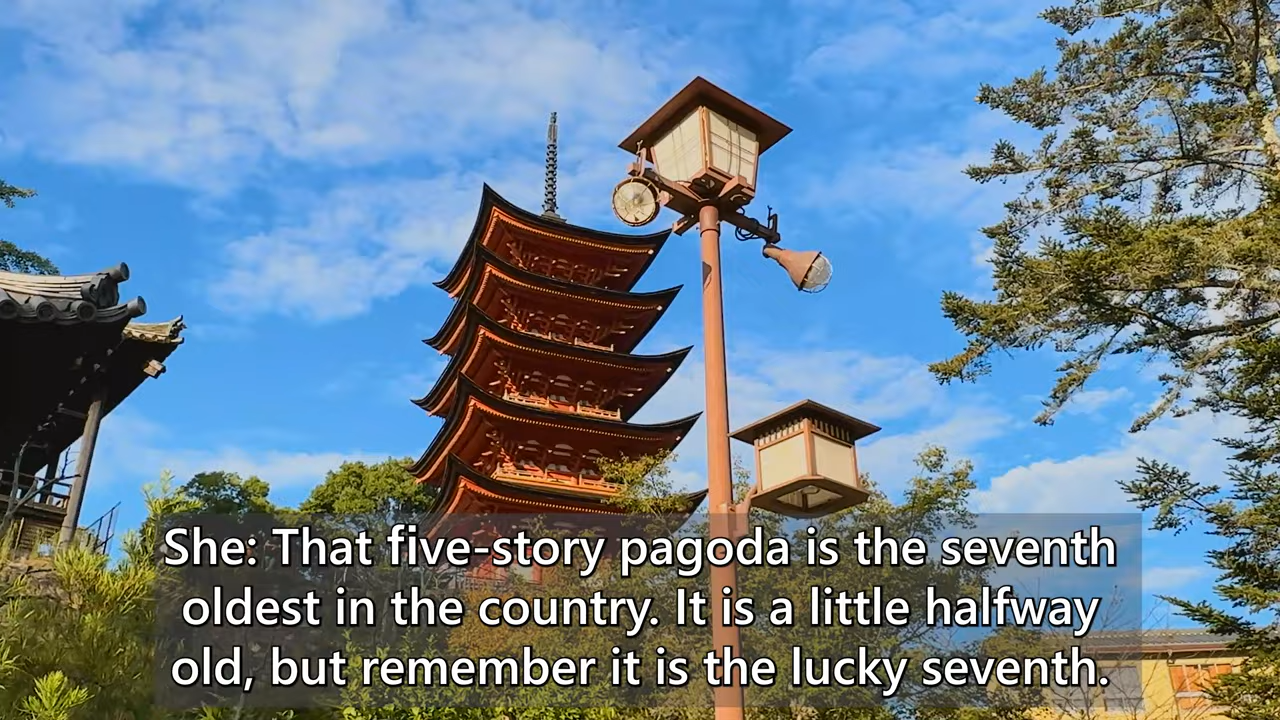 She: That five-story pagoda is the seventh
oldest in the country. It is a little halfway
old, but remember it is the lucky seventh.